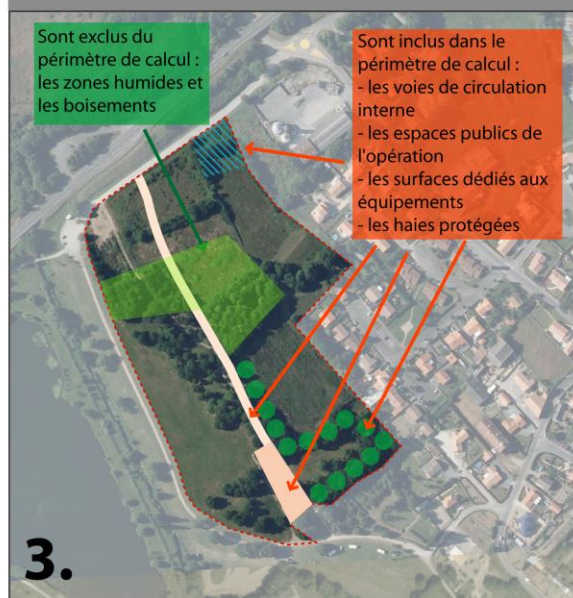 Sont exclus du
périmètre de calcul :
les zones humides et
les boisements
Sont inclus dans le
périmètre de calcul :
- les voies de circulation
interne
- les espaces publics de
l'opération
- les surfaces dédiés aux
équipements
- les haies protégées
3.